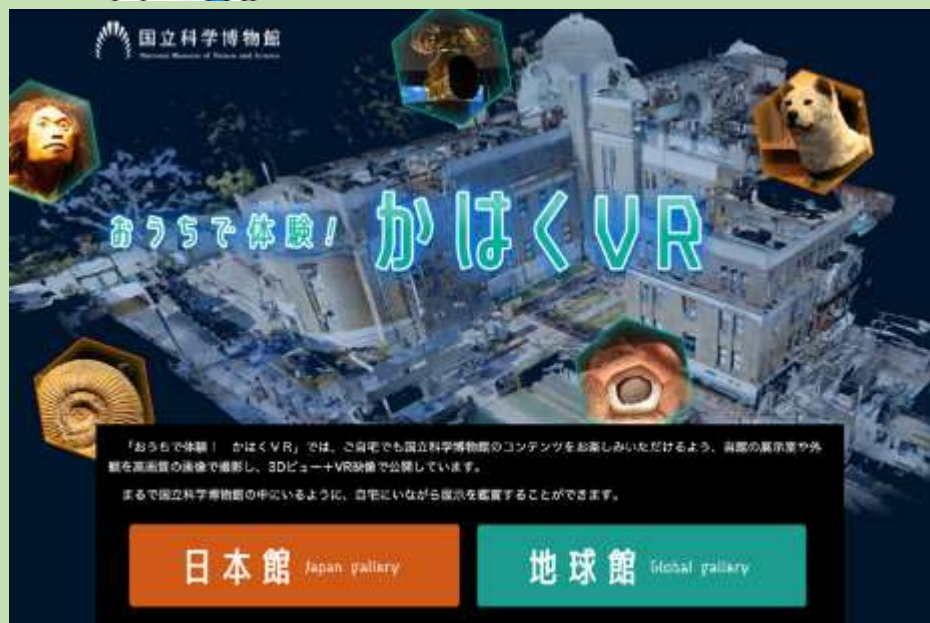 国立科学博物館
National Museum of Nature and Science
おうちで体験! かはくVR
「おうちで体験! かはくVR」では、ご自宅でも国立科学博物館のコンテンツをお楽しみいただけるよう、当館の展示室や外
観を高画質の画像で撮影し、3Dビュー+VR映像で公開しています。
まるで国立科学博物館の中にいるように、自宅にいながら展示を鑑賞することができます。
日本館 Japan gallery
地球館 Global gallery